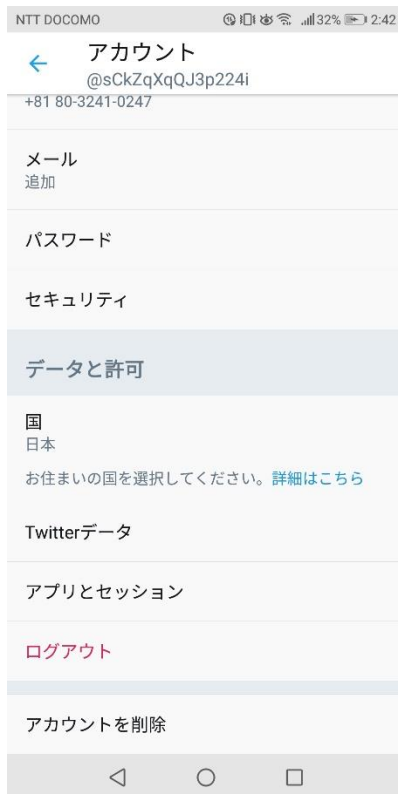 NTT DOCOMO 32% 2:42
アカウント
@sCkZqXqQJ3p224i
+81 80-3241-0247
メール
追加
パスワード
セキュリティ
データと許可
国
日本
お住まいの国を選択してください。詳細はこちら
Twitterデータ
アプリとセッション
ログアウト
アカウントを削除